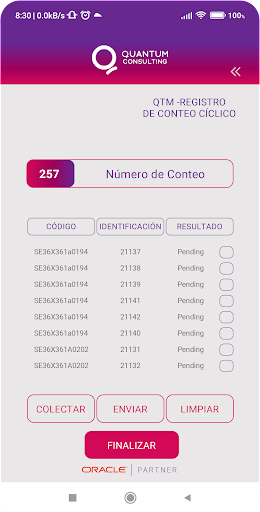 8:30 | 0.0kB/s
100%
QUANTUM
CONSULTING
QTM -REGISTRO
DE CONTEO CÍCLICO
257 Número de Conteo
CÓDIGO IDENTIFICACIÓN RESULTADO
SE36X361a0194 21137 Pending
SE36X361a0194 21138 Pending
SE36X361a0194 21139 Pending
SE36X361a0194 21141 Pending
SE36X361a0194 21142 Pending
SE36X361a0194 21140 Pending
SE36X361A0202 21131 Pending
SE36X361A0202 21132 Pending
COLECTAR ENVIAR LIMPIAR
FINALIZAR
ORACLE | PARTNER